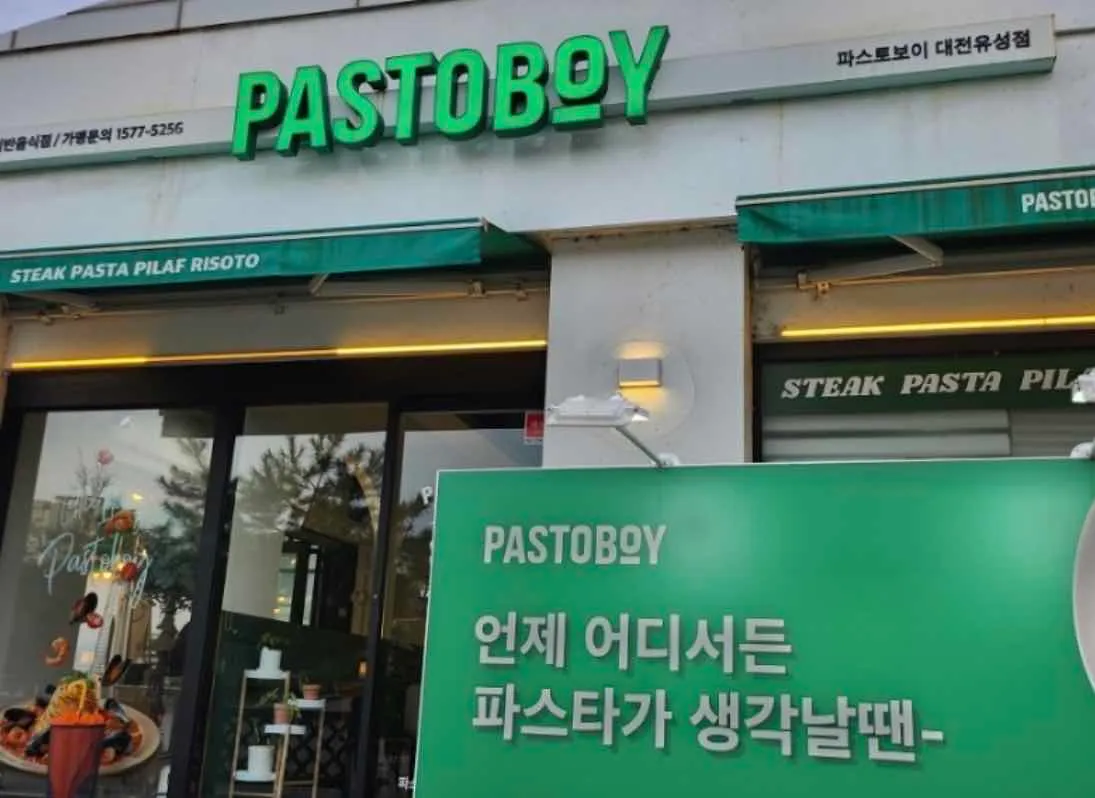 PASTOBOY
파스토보이 대전유성점
일반음식점 / 가맹문의 1577-5256
STEAK PASTA PILAF RISOTO
STEAK PASTA
Pastoboy
PASTOBOY
언제 어디서든
파스타가 생각날땐-